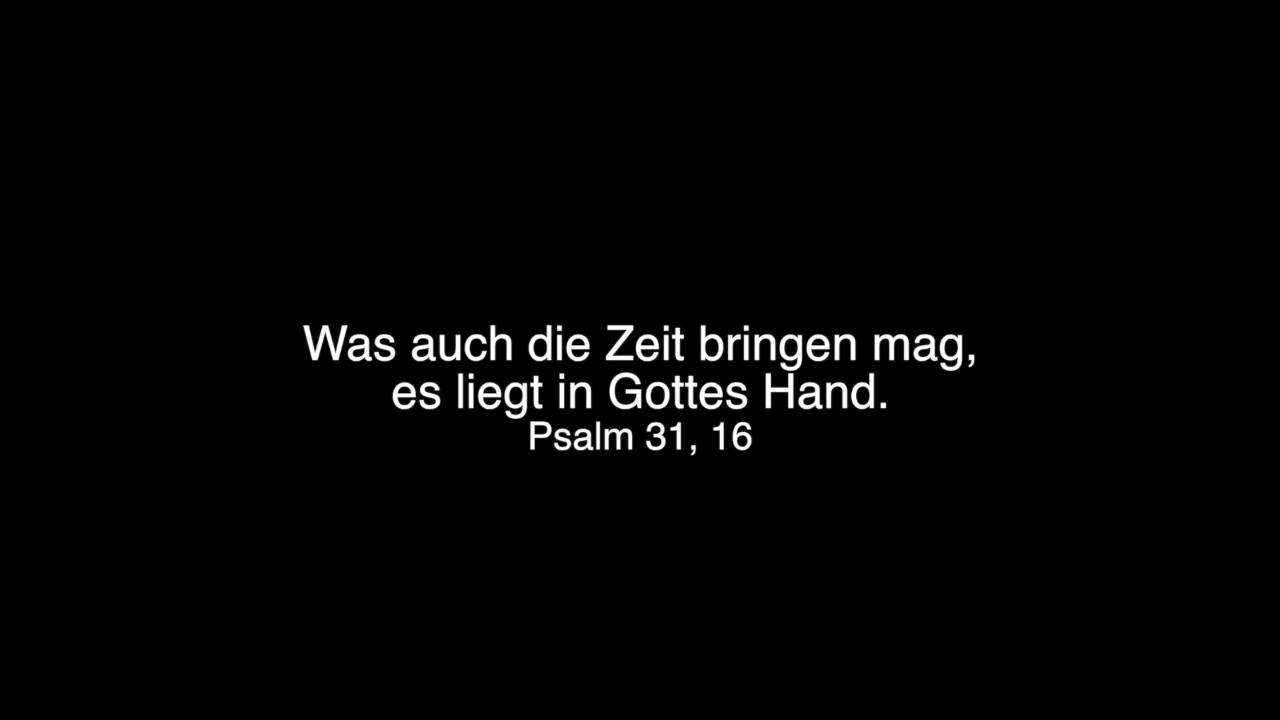 Was auch die Zeit bringen mag,
es liegt in Gottes Hand.
Psalm 31, 16